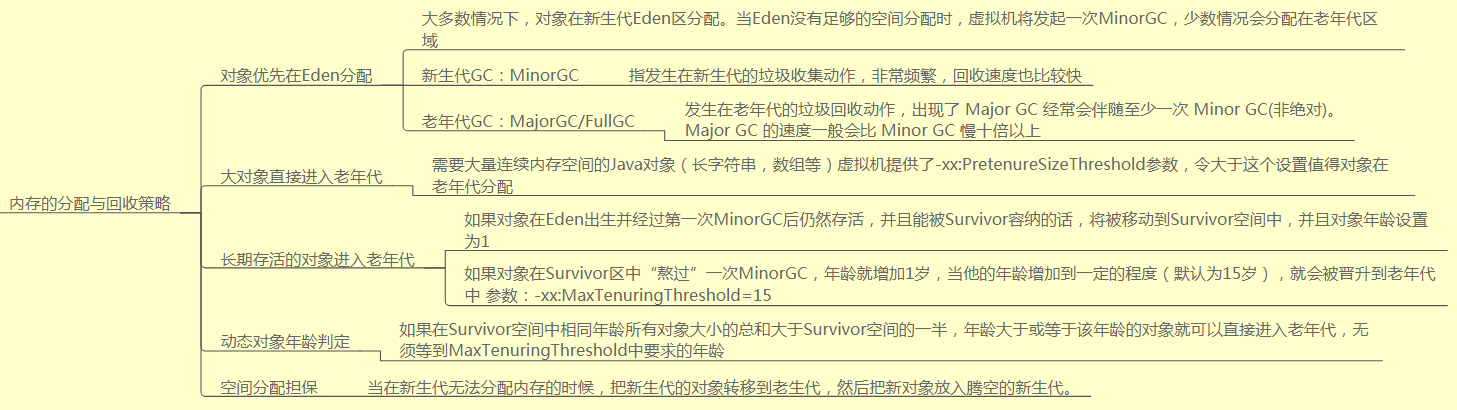 大多数情况下，对象在新生代Eden区分配。当Eden没有足够的空间分配时，虚拟机将发起一次MinorGC，少数情况会分配在老年代区
域
对象优先在Eden分配
新生代GC：MinorGC
指发生在新生代的垃圾收集动作，非常频繁，回收速度也比较快
老年代GC：MajorGC/FullGC
发生在老年代的垃圾回收动作，出现了 Major GC 经常会伴随至少一次 Minor GC(非绝对)。
Major GC 的速度一般会比 Minor GC 慢十倍以上
大对象直接进入老年代
需要大量连续内存空间的Java对象（长字符串，数组等）虚拟机提供了-xx:PretenureSizeThreshold参数，令大于这个设置值得对象在
老年代分配
内存的分配与回收策略
长期存活的对象进入老年代
如果对象在Eden出生并经过第一次MinorGC后仍然存活，并且能被Survivor容纳的话，将被移动到Survivor空间中，并且对象年龄设置
为1
如果对象在Survivor区中“熬过”一次MinorGC，年龄就增加1岁，当他的年龄增加到一定的程度（默认为15岁），就会被晋升到老年代
中 参数：-xx:MaxTenuringThreshold=15
动态对象年龄判定
如果在Survivor空间中相同年龄所有对象大小的总和大于Survivor空间的一半，年龄大于或等于该年龄的对象就可以直接进入老年代，无
须等到MaxTenuringThreshold中要求的年龄
空间分配担保
当在新生代无法分配内存的时候，把新生代的对象转移到老生代，然后把新对象放入腾空的新生代。